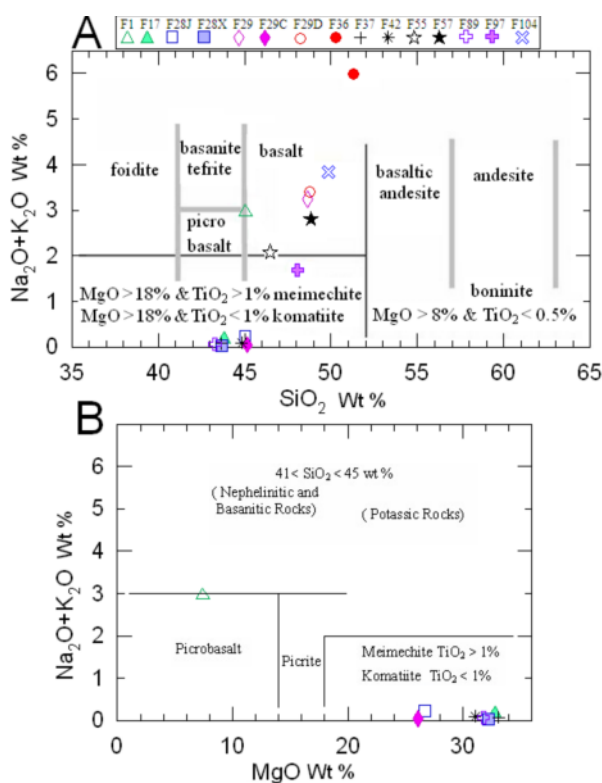 A
F1 F17 F28J F28X F29 F29C F29D F36 F37 F42 F55 F57 F89 F97 F104
Na2O+K2O Wt %
6
5
4
3
2
1
0
foidite
basanite
tefrite
basalt
picro
basalt
basaltic
andesite
andesite
MgO >18% & TiO2 >1% meimechite
MgO >18% & TiO2 <1% komatiite
boninite
MgO > 8% & TiO2 < 0.5%
35 40 45 50 55 60 65
SiO2 Wt %
B
Na2O+K2O Wt %
6
5
4
3
2
1
0
41< SiO2 < 45 wt %
( Nephelinitic and
Basanitic Rocks)
( Potassic Rocks)
Picrobasalt
Picrite
Meimechite TiO2 > 1%
Komatiite TiO2 < 1%
0 10 20 30
MgO Wt %